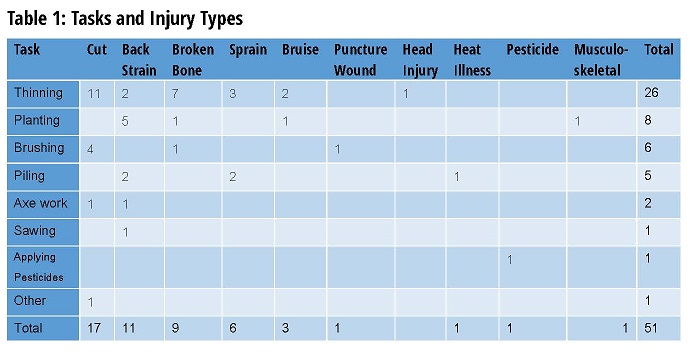 Table 1: Tasks and Injury Types
Task Cut Back Strain Broken Bone Sprain Bruise Puncture Wound Head Injury Heat Illness Pesticide Musculo-skeletal Total
Thinning 11 2 7 3 2 1 26
Planting 5 1 1 1 8
Brushing 4 1 1 6
Piling 2 2 1 5
Axe work 1 1 2
Sawing 1 1
Applying Pesticides 1 1
Other 1 1
Total 17 11 9 6 3 1 1 1 1 51